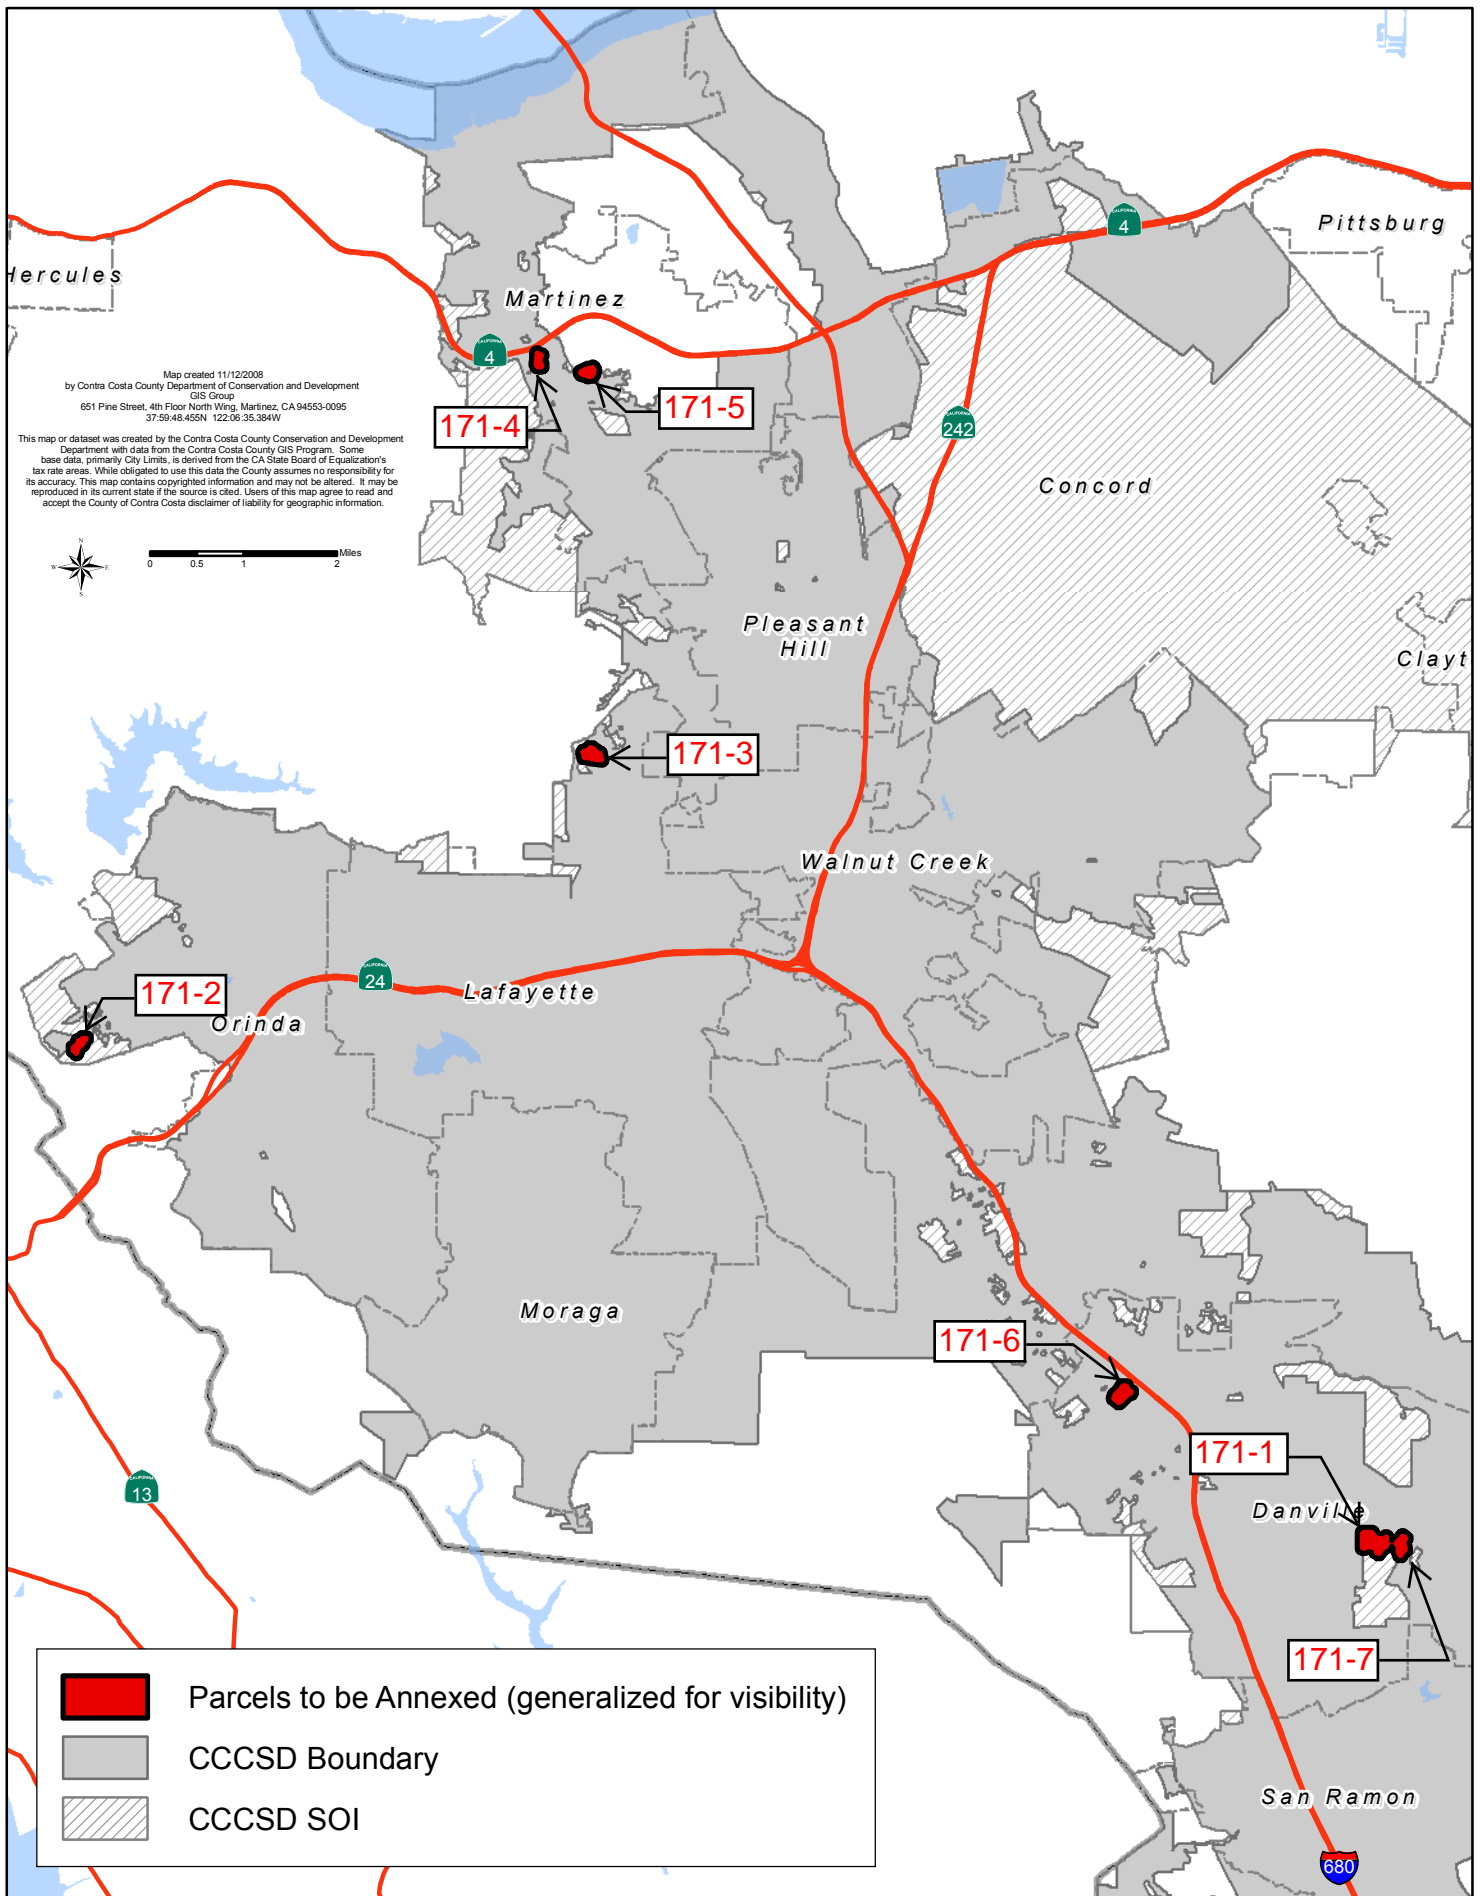 Pittsburg
CALIFORNIA
4
Hercules
Martinez
CALIFORNIA
4
Map created 11/12/2008
by Contra Costa County Department of Conservation and Development
GIS Group
651 Pine Street, 4th Floor North Wing, Martinez, CA 94553-0095
37:59:48.455N 122:06:35.384W
171-4
171-5
CALIFORNIA
242
This map or dataset was created by the Contra Costa County Conservation and Development
Department with data from the Contra Costa County GIS Program. Some
base data, primarily City Limits, is derived from the CA State Board of Equalization's
tax rate areas. While obligated to use this data the County assumes no responsibility for
its accuracy. This map contains copyrighted information and may not be altered. It may be
reproduced in its current state if the source is cited. Users of this map agree to read and
accept the County of Contra Costa disclaimer of liability for geographic information.
Concord
N
W E
S
Miles
0 0.5 1 2
Pleasant
Hill
Clayt
171-3
Walnut Creek
171-2
CALIFORNIA
24
Lafayette
Orinda
Moraga
171-6
171-1
CALIFORNIA
13
Danville
171-7
Parcels to be Annexed (generalized for visibility)
CCCSD Boundary
CCCSD SOI
San Ramon
680